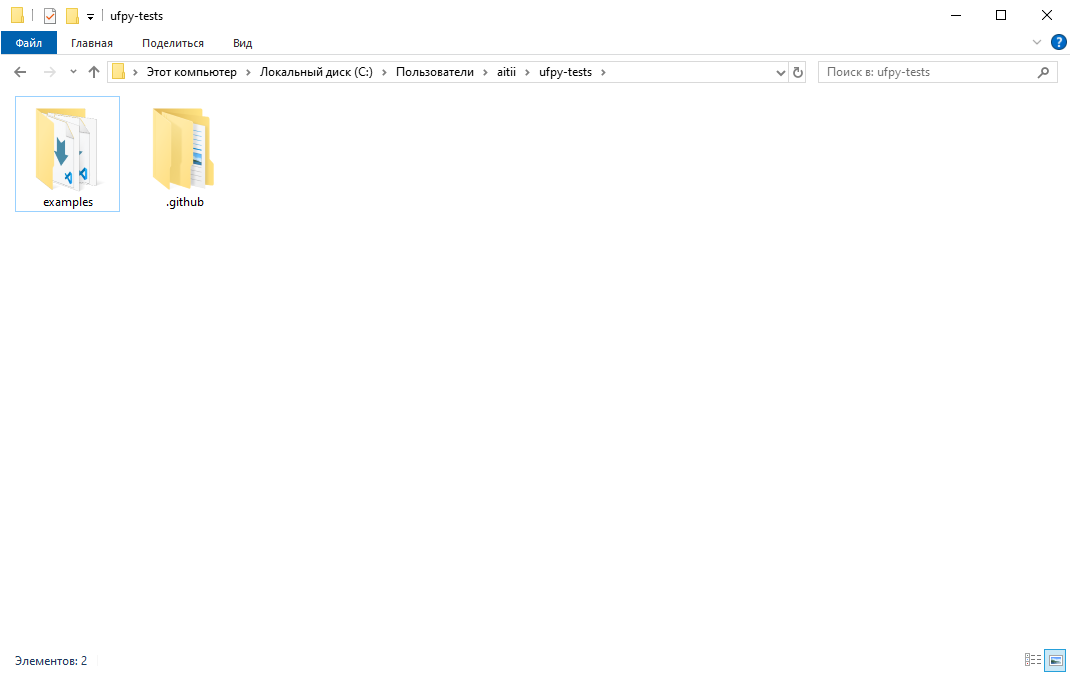 ufpy-tests
Файл Главная Поделиться Вид ?
Этот компьютер > Локальный диск (C:) > Пользователи > aitii > ufpy-tests > Поиск в: ufpy-tests
examples .github
Элементов: 2